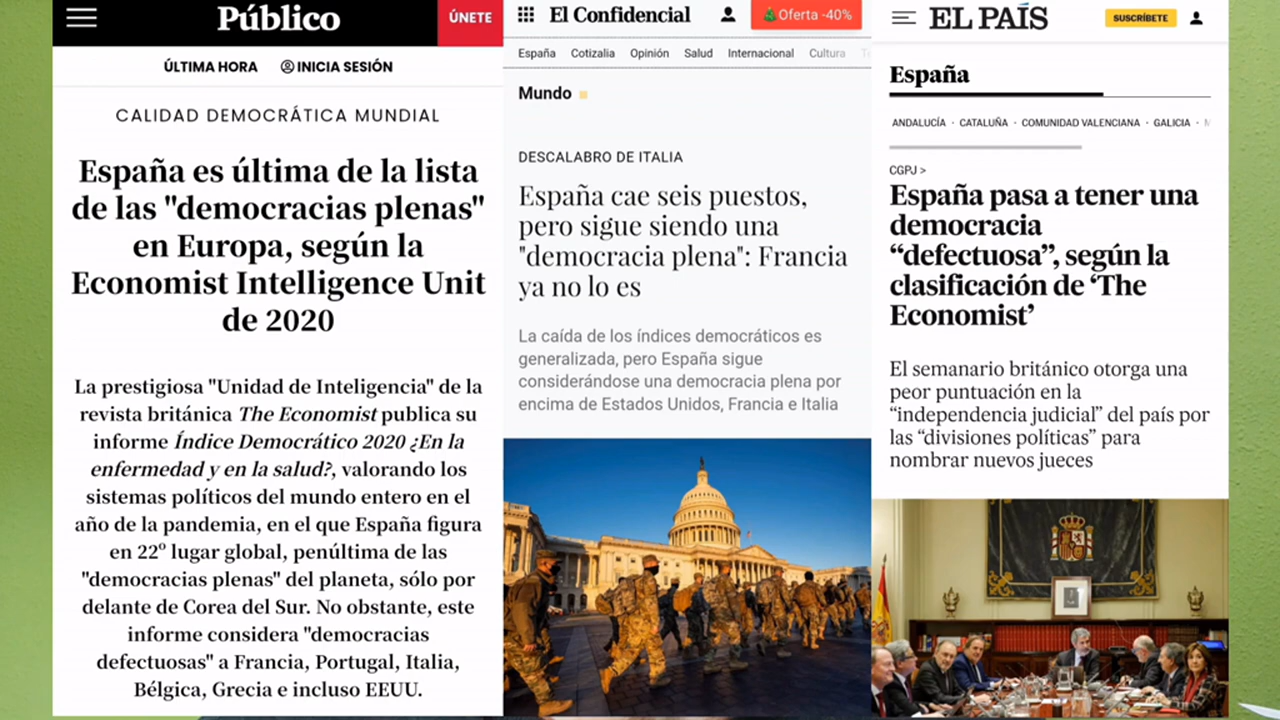 Público
ÚNETE
ÚLTIMA HORA
INICIA SESIÓN
CALIDAD DEMOCRÁTICA MUNDIAL
España es última de la lista
de las "democracias plenas"
en Europa, según la
Economist Intelligence Unit
de 2020
La prestigiosa "Unidad de Inteligencia" de la
revista británica The Economist publica su
informe Índice Democrático 2020 ¿En la
enfermedad y en la salud?, valorando los
sistemas políticos del mundo entero en el
año de la pandemia, en el que España figura
en 22º lugar global, penúltima de las
"democracias plenas" del planeta, sólo por
delante de Corea del Sur. No obstante, este
informe considera "democracias
defectuosas" a Francia, Portugal, Italia,
Bélgica, Grecia e incluso EEUU.
El Confidencial
Oferta -40%
España Cotizalia Opinión Salud Internacional Cultura
Mundo
DESCALABRO DE ITALIA
España cae seis puestos,
pero sigue siendo una
"democracia plena": Francia
ya no lo es
La caída de los índices democráticos es
generalizada, pero España sigue
considerándose una democracia plena por
encima de Estados Unidos, Francia e Italia
EL PAÍS
SUSCRÍBETE
España
ANDALUCÍA · CATALUÑA · COMUNIDAD VALENCIANA · GALICIA ·
CGPJ >
España pasa a tener una
democracia
“defectuosa”, según la
clasificación de ‘The
Economist’
El semanario británico otorga una
peor puntuación en la
“independencia judicial” del país por
las “divisiones políticas” para
nombrar nuevos jueces